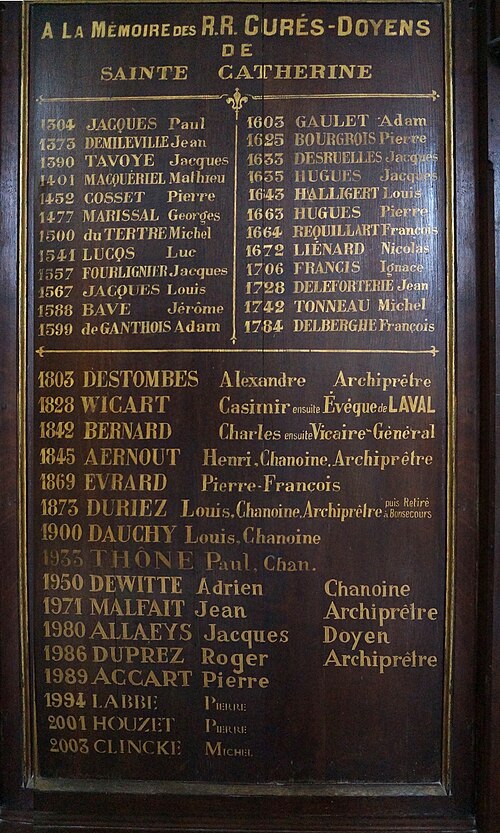 A LA MÉMOIRE DES R.R. CURÉS-DOYENS
DE
SAINTE CATHERINE
1304 JACQUES Paul
1373 DEMILEVILLE Jean
1390 TAVOYE Jacques
1401 MACQUÉRIEL Mathieu
1452 COSSET Pierre
1477 MARISSAL Georges
1500 du TERTRE Michel
1541 LUCQS Luc
1557 FOURLIGNIER Jacques
1567 JACQUES Louis
1588 BAVE Jérôme
1599 de GANTHOIS Adam
1603 GAULET Adam
1625 BOURGROIS Pierre
1633 DESRUELLES Jacques
1635 HUGUES Jacques
1643 HALLIGERT Louis
1663 HUGUES Pierre
1664 REQUILLART François
1672 LIÉNARD Nicolas
1706 FRANCIS Ignace
1728 DELEFORTERIE Jean
1742 TONNEAU Michel
1784 DELBERGHE François
1803 DESTOMBES Alexandre Archiprêtre
1828 WICART Casimir ensuite Évêque de LAVAL
1842 BERNARD Charles ensuite Vicaire-Général
1845 AERNOUT Henri, Chanoine, Archiprêtre
1869 EVRARD Pierre-Francois
1873 DURIEZ Louis, Chanoine, Archiprêtre puis Retiré à Bonsecours
1900 DAUCHY Louis, Chanoine
1933 THÔNE Paul, Chan.
1950 DEWITTE Adrien Chanoine
1971 MALFAIT Jean Archiprêtre
1980 ALLAEYS Jacques Doyen
1986 DUPREZ Roger Archiprêtre
1989 ACCART Pierre
1994 LABBE PIERRE
2001 HOUZET PIERRE
2003 CLINCKE MICHEL